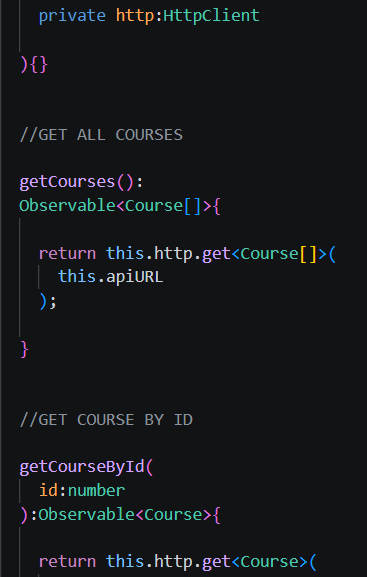 private http:HttpClient
){}
//GET ALL COURSES
getCourses():
Observable<Course[]>{
return this.http.get<Course[]>(
this.apiURL
);
}
//GET COURSE BY ID
getCourseById(
id:number
):Observable<Course>{
return this.http.get<Course>(